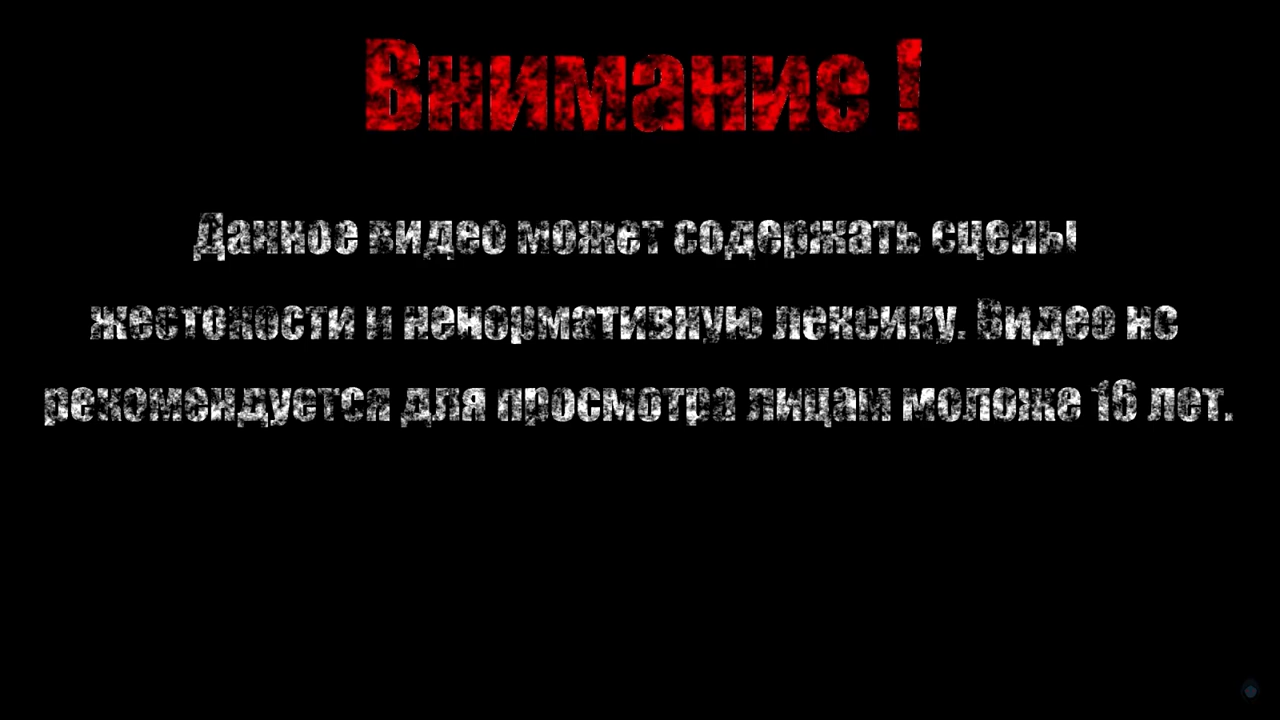 Внимание !
Данное видео может содержать сцены
жестокости и ненормативную лексику. Видео не
рекомендуется для просмотра лицам моложе 16 лет.